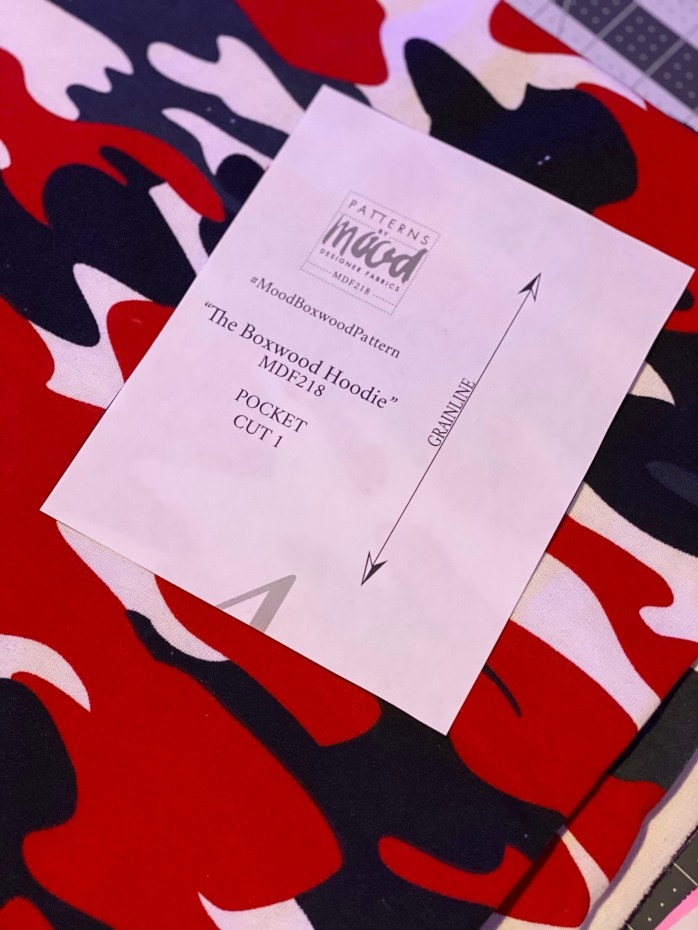 PATTERNS
BY
mood
DESIGNER FABRICS
MDF218
#MoodBoxwoodPattern
“The Boxwood Hoodie”
MDF218
POCKET
CUT 1
GRAINLINE